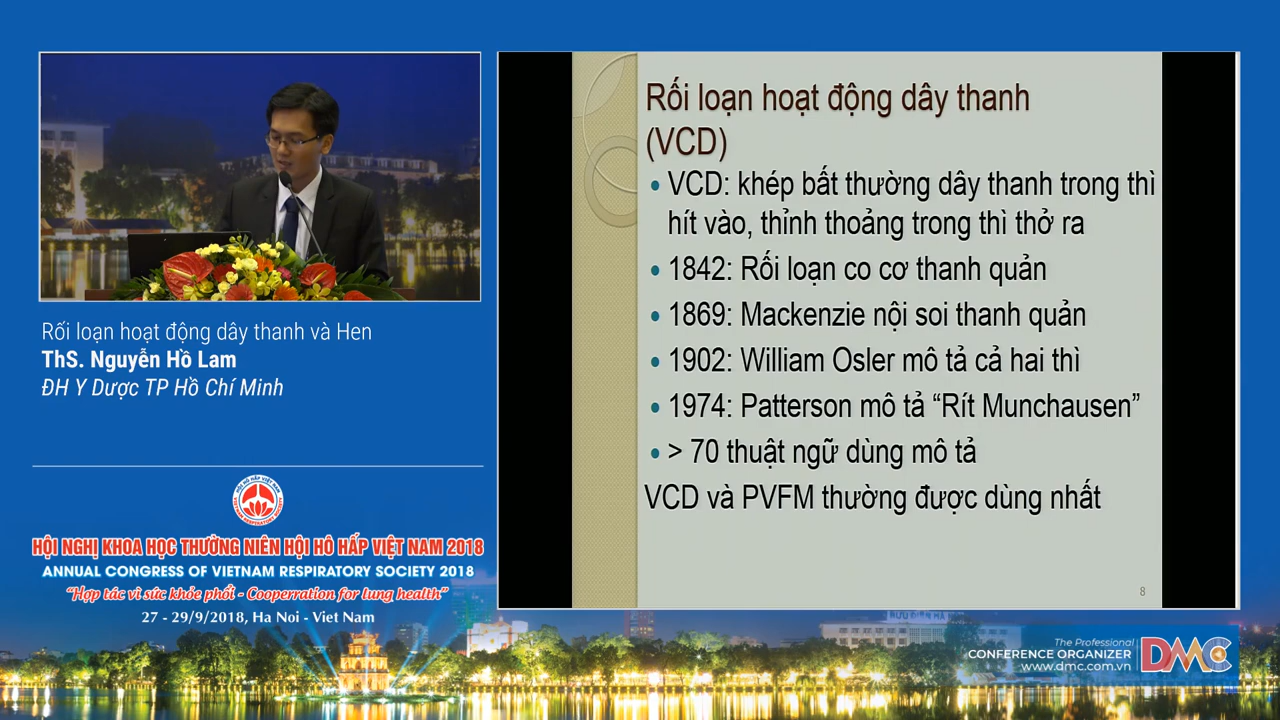 Rối loạn hoạt động dây thanh
(VCD)
VCD: khép bất thường dây thanh trong thì
hít vào, thỉnh thoảng trong thì thở ra
1842: Rối loạn co cơ thanh quản
1869: Mackenzie nội soi thanh quản
1902: William Osler mô tả cả hai thì
1974: Patterson mô tả “Rít Munchausen”
> 70 thuật ngữ dùng mô tả
VCD và PVFM thường được dùng nhất
8
Rối loạn hoạt động dây thanh và Hen
ThS. Nguyễn Hồ Lam
ĐH Y Dược TP Hồ Chí Minh
HỘI HÔ HẤP VIỆT NAM
HỘI NGHỊ KHOA HỌC THƯỜNG NIÊN HỘI HÔ HẤP VIỆT NAM 2018
ANNUAL CONGRESS OF VIETNAM RESPIRATORY SOCIETY 2018
“Hợp tác vì sức khỏe phổi - Cooperration for lung health”
27 - 29/9/2018, Ha Noi - Viet Nam
The Professional
CONFERENCE ORGANIZER
www.dmc.com.vn
DMC